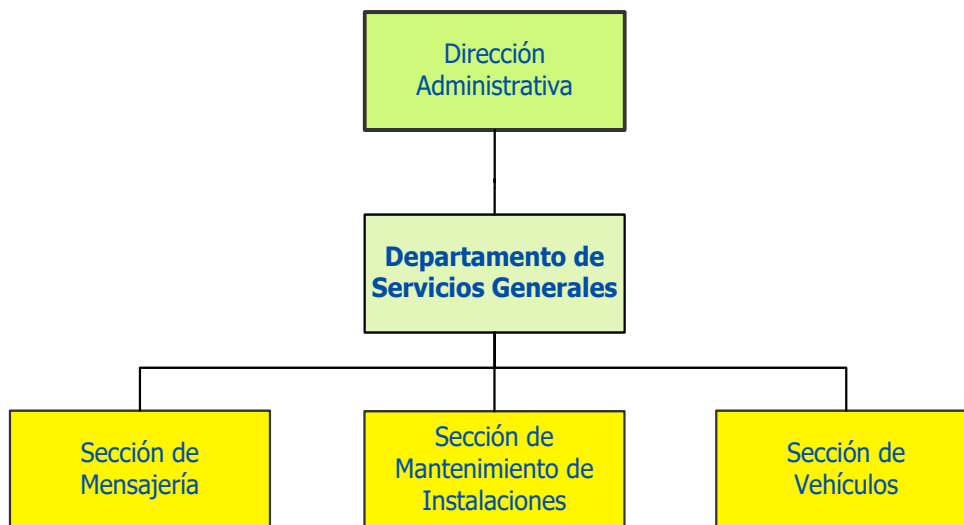 Dirección
Administrativa
Departamento de
Servicios Generales
Sección de
Mensajería
Sección de
Mantenimiento de
Instalaciones
Sección de
Vehículos